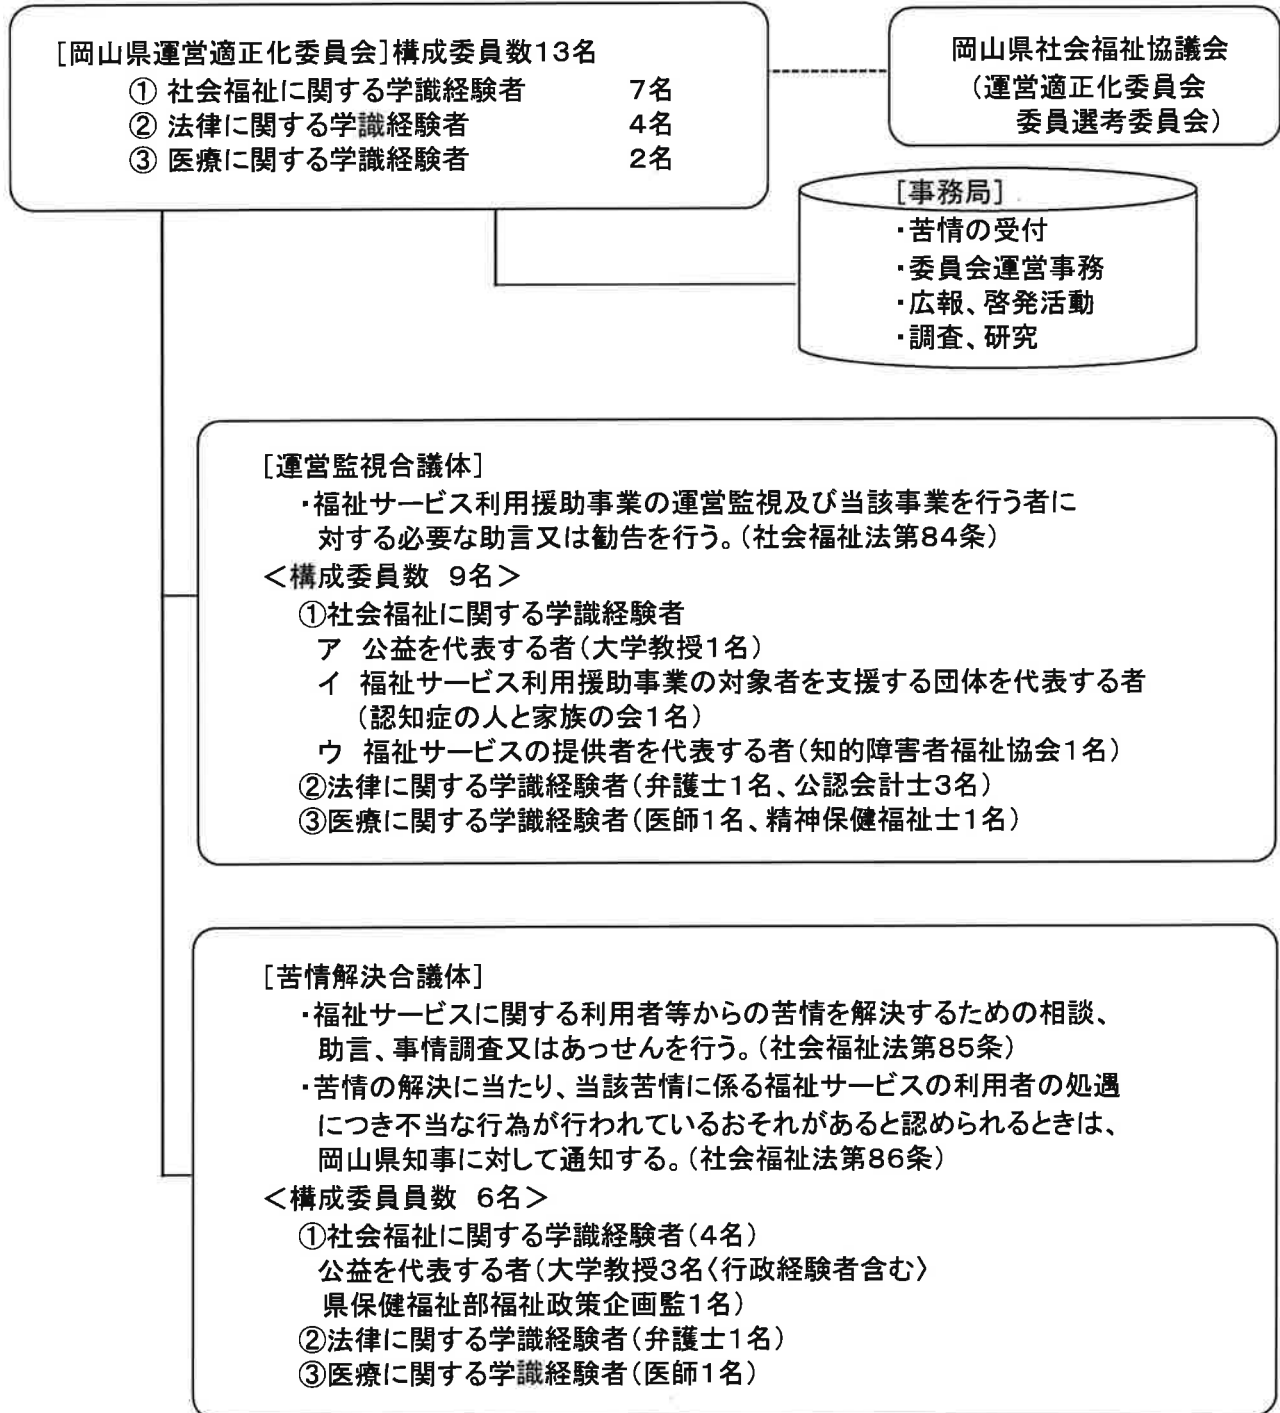 [岡山県運営適正化委員会]構成委員数13名
① 社会福祉に関する学識経験者 7名
② 法律に関する学識経験者 4名
③ 医療に関する学識経験者 2名
岡山県社会福祉協議会
(運営適正化委員会
委員選考委員会)
[事務局]
・苦情の受付
・委員会運営事務
・広報、啓発活動
・調査、研究
[運営監視合議体]
・福祉サービス利用援助事業の運営監視及び当該事業を行う者に
対する必要な助言又は勧告を行う。(社会福祉法第84条)
<構成委員数 9名>
①社会福祉に関する学識経験者
ア 公益を代表する者(大学教授1名)
イ 福祉サービス利用援助事業の対象者を支援する団体を代表する者
(認知症の人と家族の会1名)
ウ 福祉サービスの提供者を代表する者(知的障害者福祉協会1名)
②法律に関する学識経験者(弁護士1名、公認会計士3名)
③医療に関する学識経験者(医師1名、精神保健福祉士1名)
[苦情解決合議体]
・福祉サービスに関する利用者等からの苦情を解決するための相談、
助言、事情調査又はあっせんを行う。(社会福祉法第85条)
・苦情の解決に当たり、当該苦情に係る福祉サービスの利用者の処遇
につき不当な行為が行われているおそれがあると認められるときは、
岡山県知事に対して通知する。(社会福祉法第86条)
<構成委員員数 6名>
①社会福祉に関する学識経験者(4名)
公益を代表する者(大学教授3名〈行政経験者含む〉
県保健福祉部福祉政策企画監1名)
②法律に関する学識経験者(弁護士1名)
③医療に関する学識経験者(医師1名)